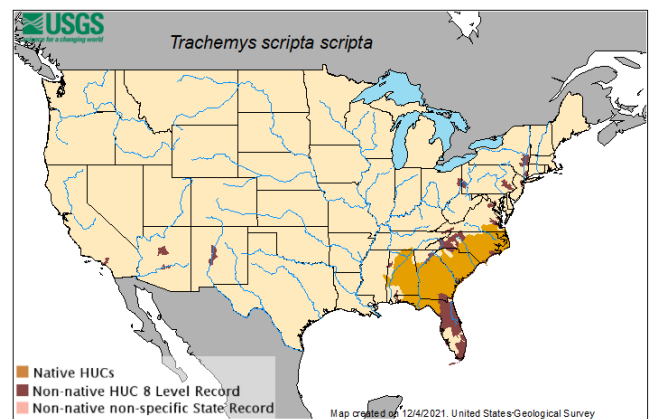 USGS
science for a changing world
Trachemys scripta scripta
Native HUCs
Non-native HUC 8 Level Record
Non-native non-specific State Record
Map created on 12/4/2021. United States Geological Survey